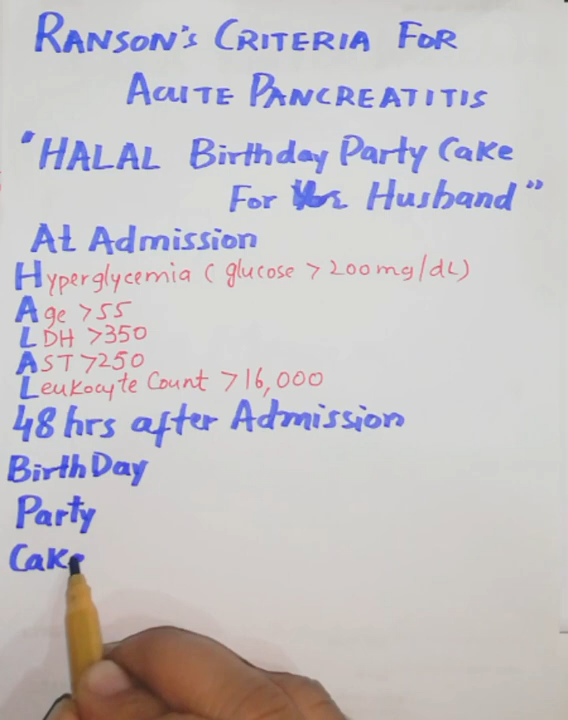 RANSON'S CRITERIA FOR
ACUTE PANCREATITIS
"HALAL Birthday Party Cake
For Husband"
At Admission
Hyperglycemia ( glucose > 200mg/dL)
Age >55
LDH >350
AST >250
Leukocyte Count >16,000
48 hrs after Admission
BirthDay
Party
Cake